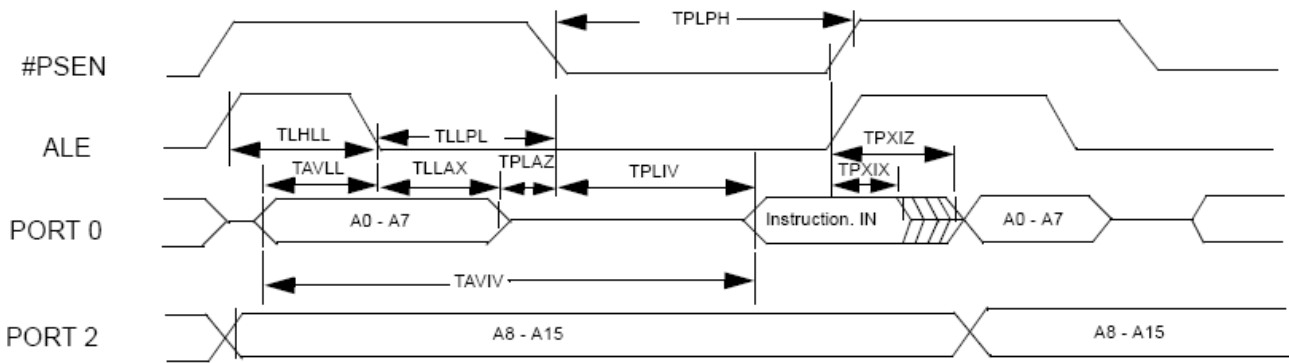 TPLPH
#PSEN
ALE
TLHLL
TLLPL
TPXIZ
TAVLL
TLLAX
TPLAZ
TPLIV
TPXIX
PORT 0
A0 - A7
Instruction. IN
A0 - A7
TAVIV
PORT 2
A8 - A15
A8 - A15